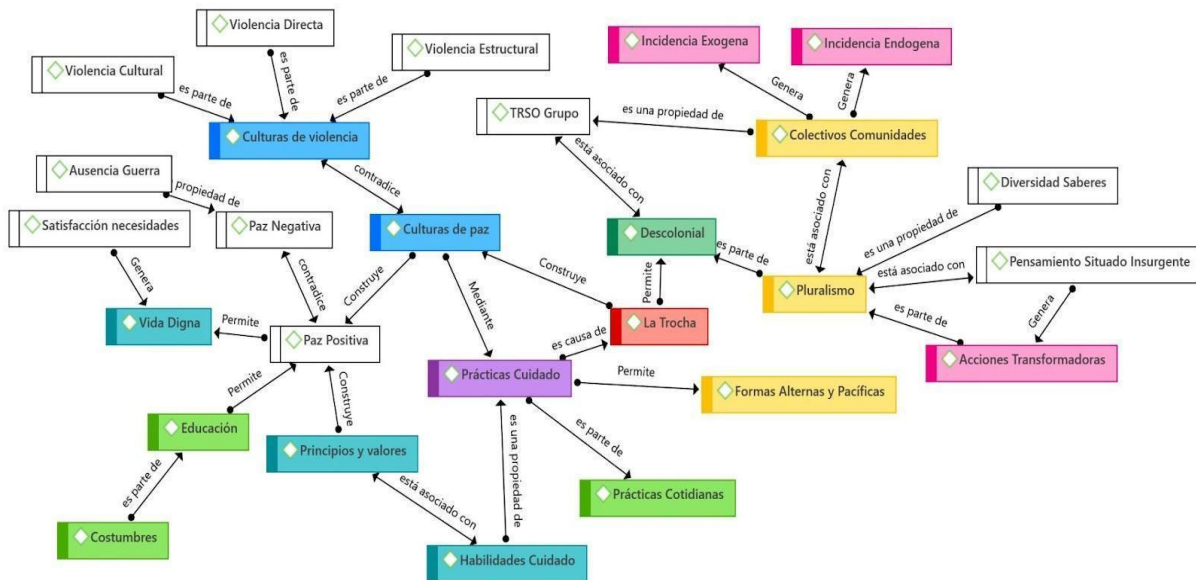 Violencia Directa
Incidencia Exogena
Incidencia Endogena
Violencia Cultural
Violencia Estructural
es parte de
es parte de
es parte de
Genera
Genera
TRSO Grupo
es una propiedad de
Culturas de violencia
Colectivos Comunidades
Ausencia Guerra
propiedad de
contradice
está asociado con
está asociado con
Diversidad Saberes
es una propiedad de
Satisfacción necesidades
Paz Negativa
Culturas de paz
Descolonial
es parte de
está asociado con
Pensamiento Situado Insurgente
Genera
contradice
Construye
Mediante
Construye
Permite
Pluralismo
es parte de
Genera
Vida Digna
Permite
Paz Positiva
La Trocha
es causa de
Acciones Transformadoras
Permite
Construye
Prácticas Cuidado
Permite
Formas Alternas y Pacíficas
Educación
Principios y valores
es una propiedad de
es parte de
es parte de
está asociado con
Prácticas Cotidianas
Costumbres
Habilidades Cuidado